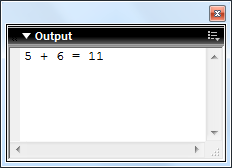 Output
5 + 6 = 11